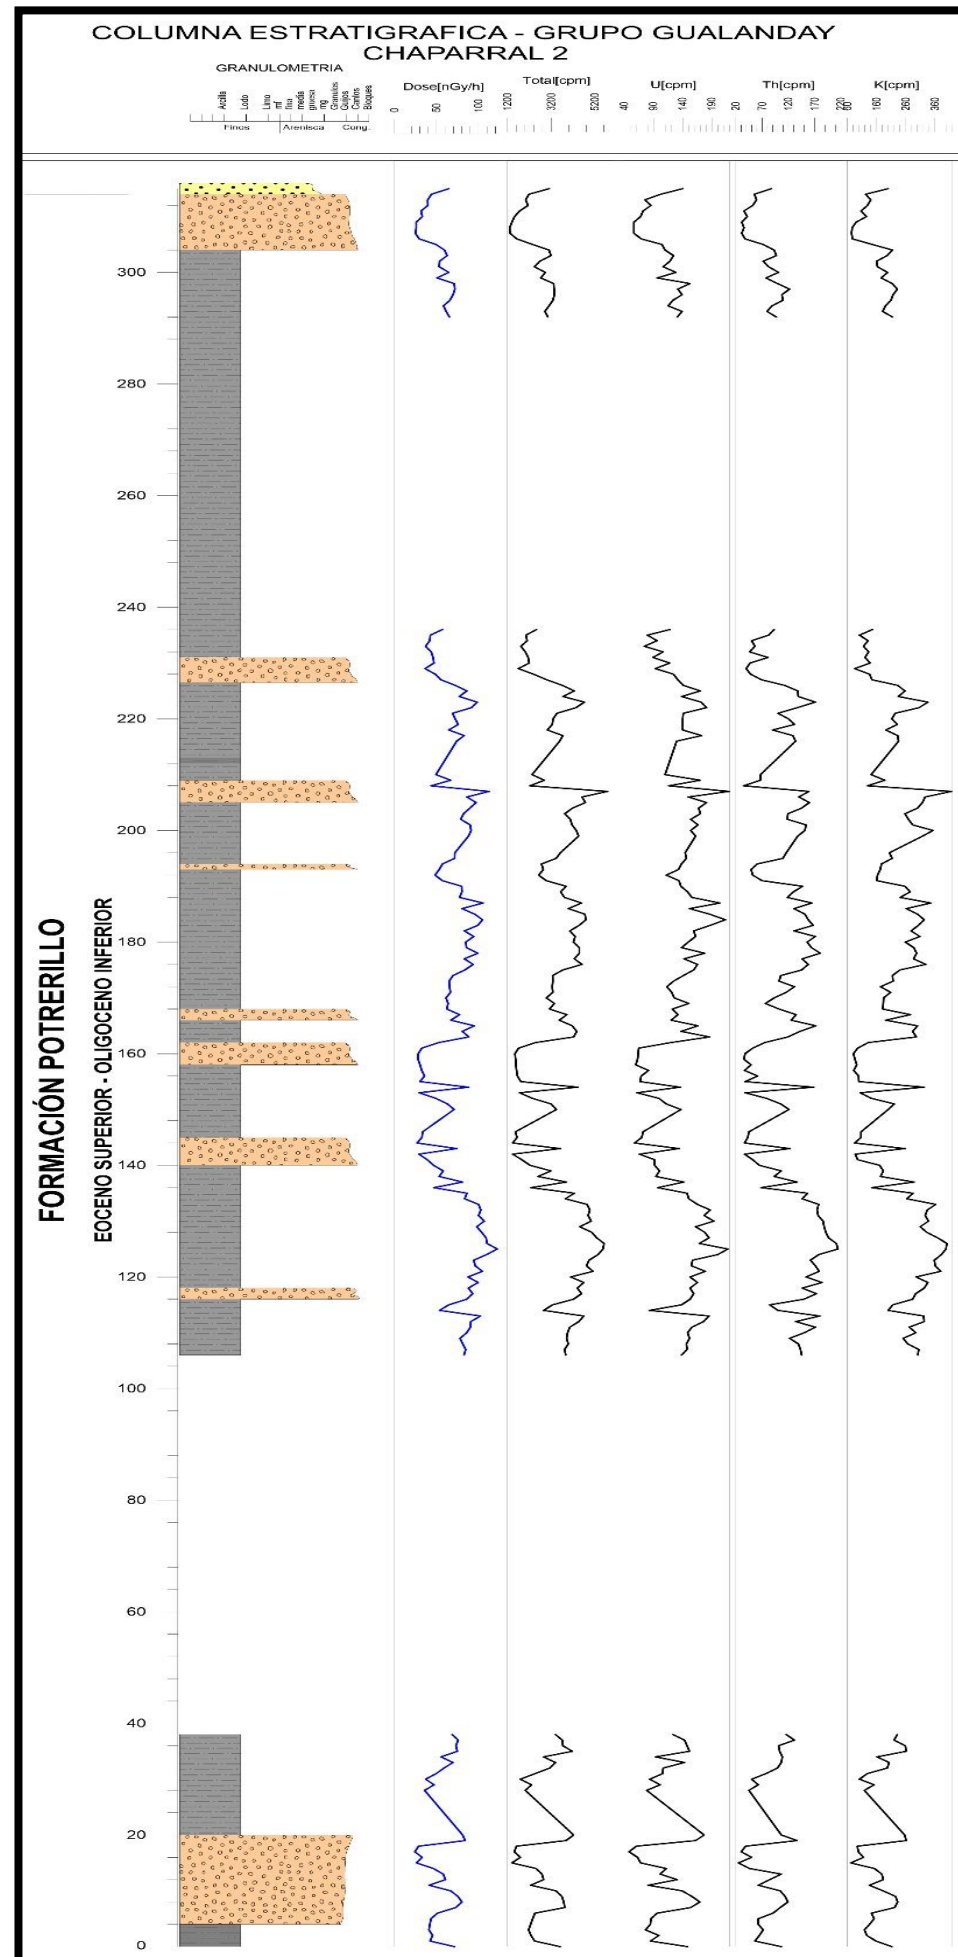 COLUMNA ESTRATIGRAFICA - GRUPO GUALANDAY
CHAPARRAL 2
GRANULOMETRIA
Arcilla Lodo Limo mf fina media gruesa mg Granulos Guijos Cantos Bloques
Finos Arenisca Cung.
Dose[nGy/h] Total[cpm] U[cpm] Th[cpm] K[cpm]
0 50 100 1200 3200 5200 40 90 140 190 20 70 120 170 220 60 160 260 360
300
280
260
240
220
200
180
160
140
120
100
80
60
40
20
0
FORMACIÓN POTRERILLO
EOCENO SUPERIOR - OLIGOCENO INFERIOR